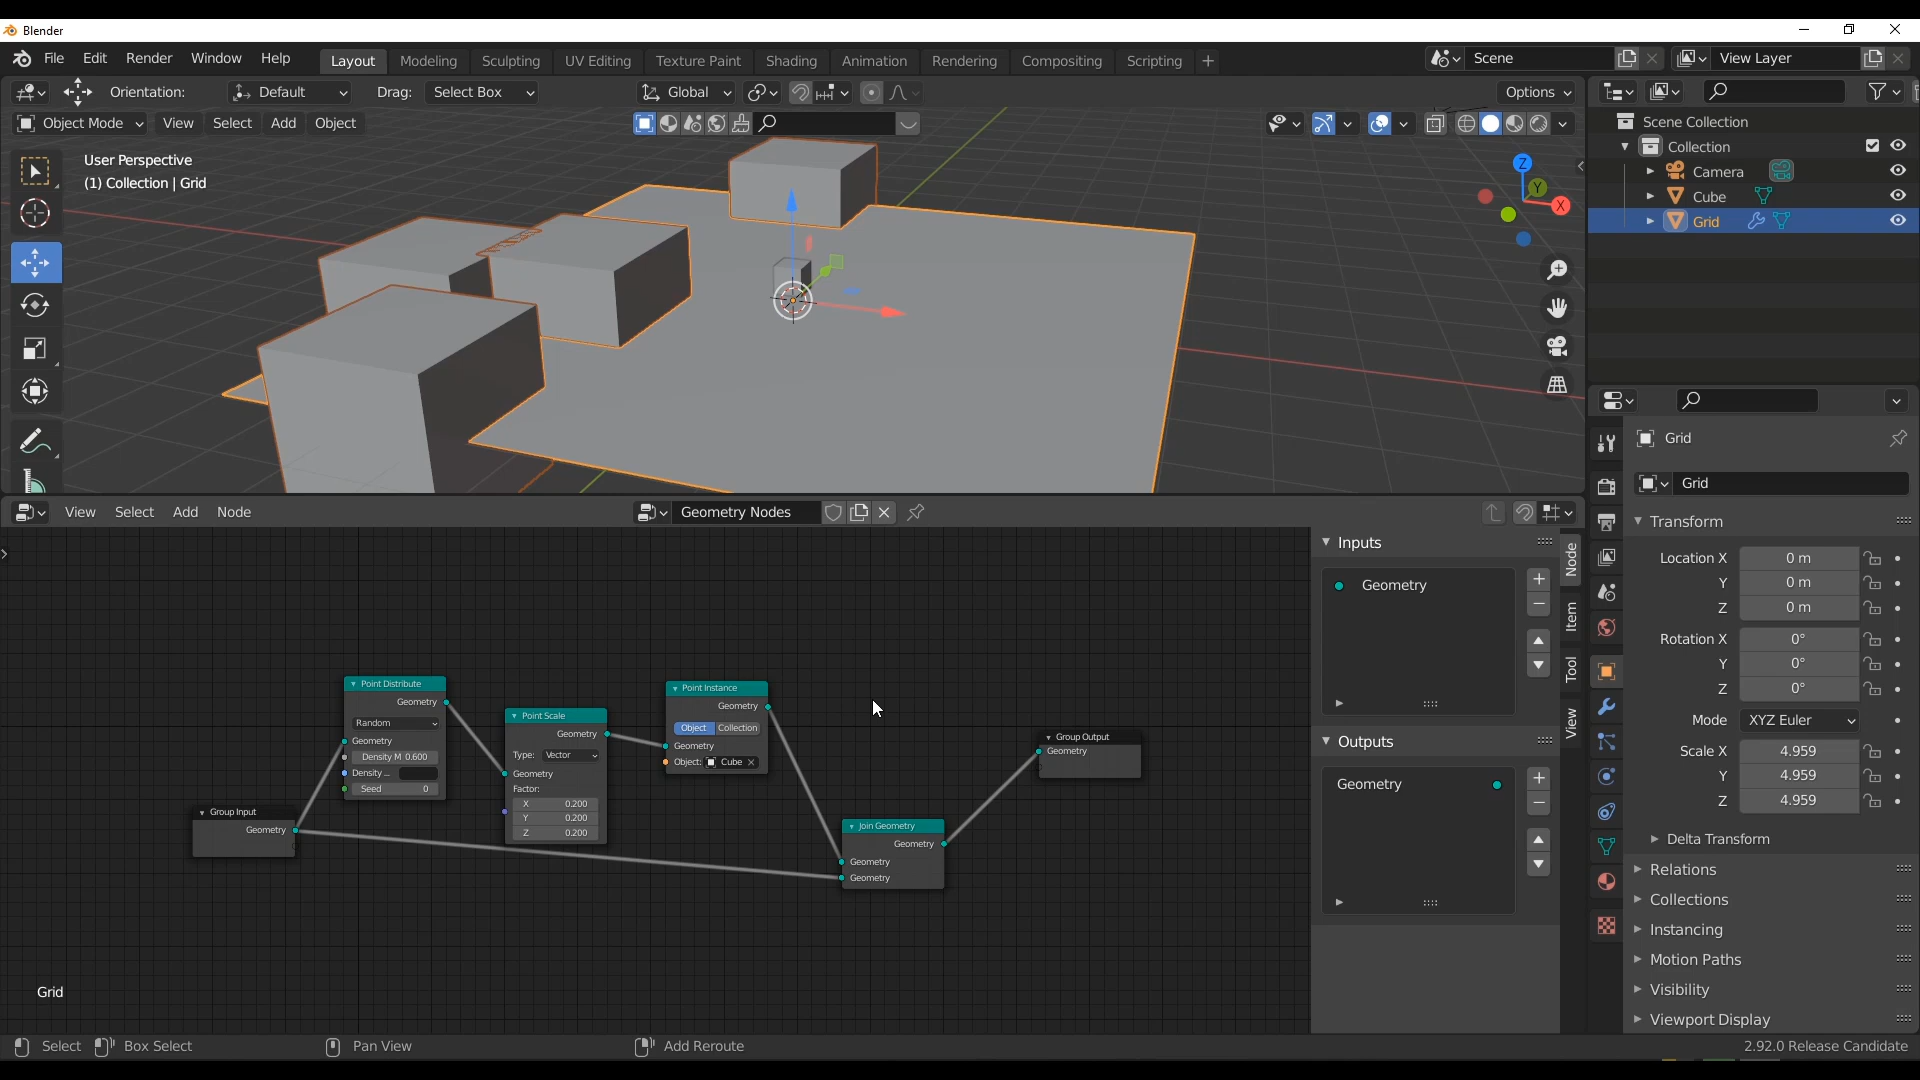 Blender
File Edit Render Window Help
Layout Modeling Sculpting UV Editing Texture Paint Shading Animation Rendering Compositing Scripting +
Scene
View Layer
Orientation: Default Drag: Select Box
Global
Options
Object Mode View Select Add Object
User Perspective
(1) Collection | Grid
Z
Y
X
Scene Collection
Collection
Camera
Cube
Grid
View Select Add Node
Geometry Nodes
Point Distribute
Geometry
Random
Geometry
Density M 0.600
Density ...
Seed 0
Group Input
Geometry
Point Scale
Geometry
Type: Vector
Geometry
Factor:
X 0.200
Y 0.200
Z 0.200
Point Instance
Geometry
Object Collection
Geometry
Object: Cube
Join Geometry
Geometry
Geometry
Geometry
Group Output
Geometry
Grid
Inputs
Geometry
Outputs
Geometry
Node
Item
Tool
View
Grid
Grid
Transform
Location X 0 m
Y 0 m
Z 0 m
Rotation X 0°
Y 0°
Z 0°
Mode XYZ Euler
Scale X 4.959
Y 4.959
Z 4.959
Delta Transform
Relations
Collections
Instancing
Motion Paths
Visibility
Viewport Display
Select Box Select Pan View Add Reroute 2.92.0 Release Candidate